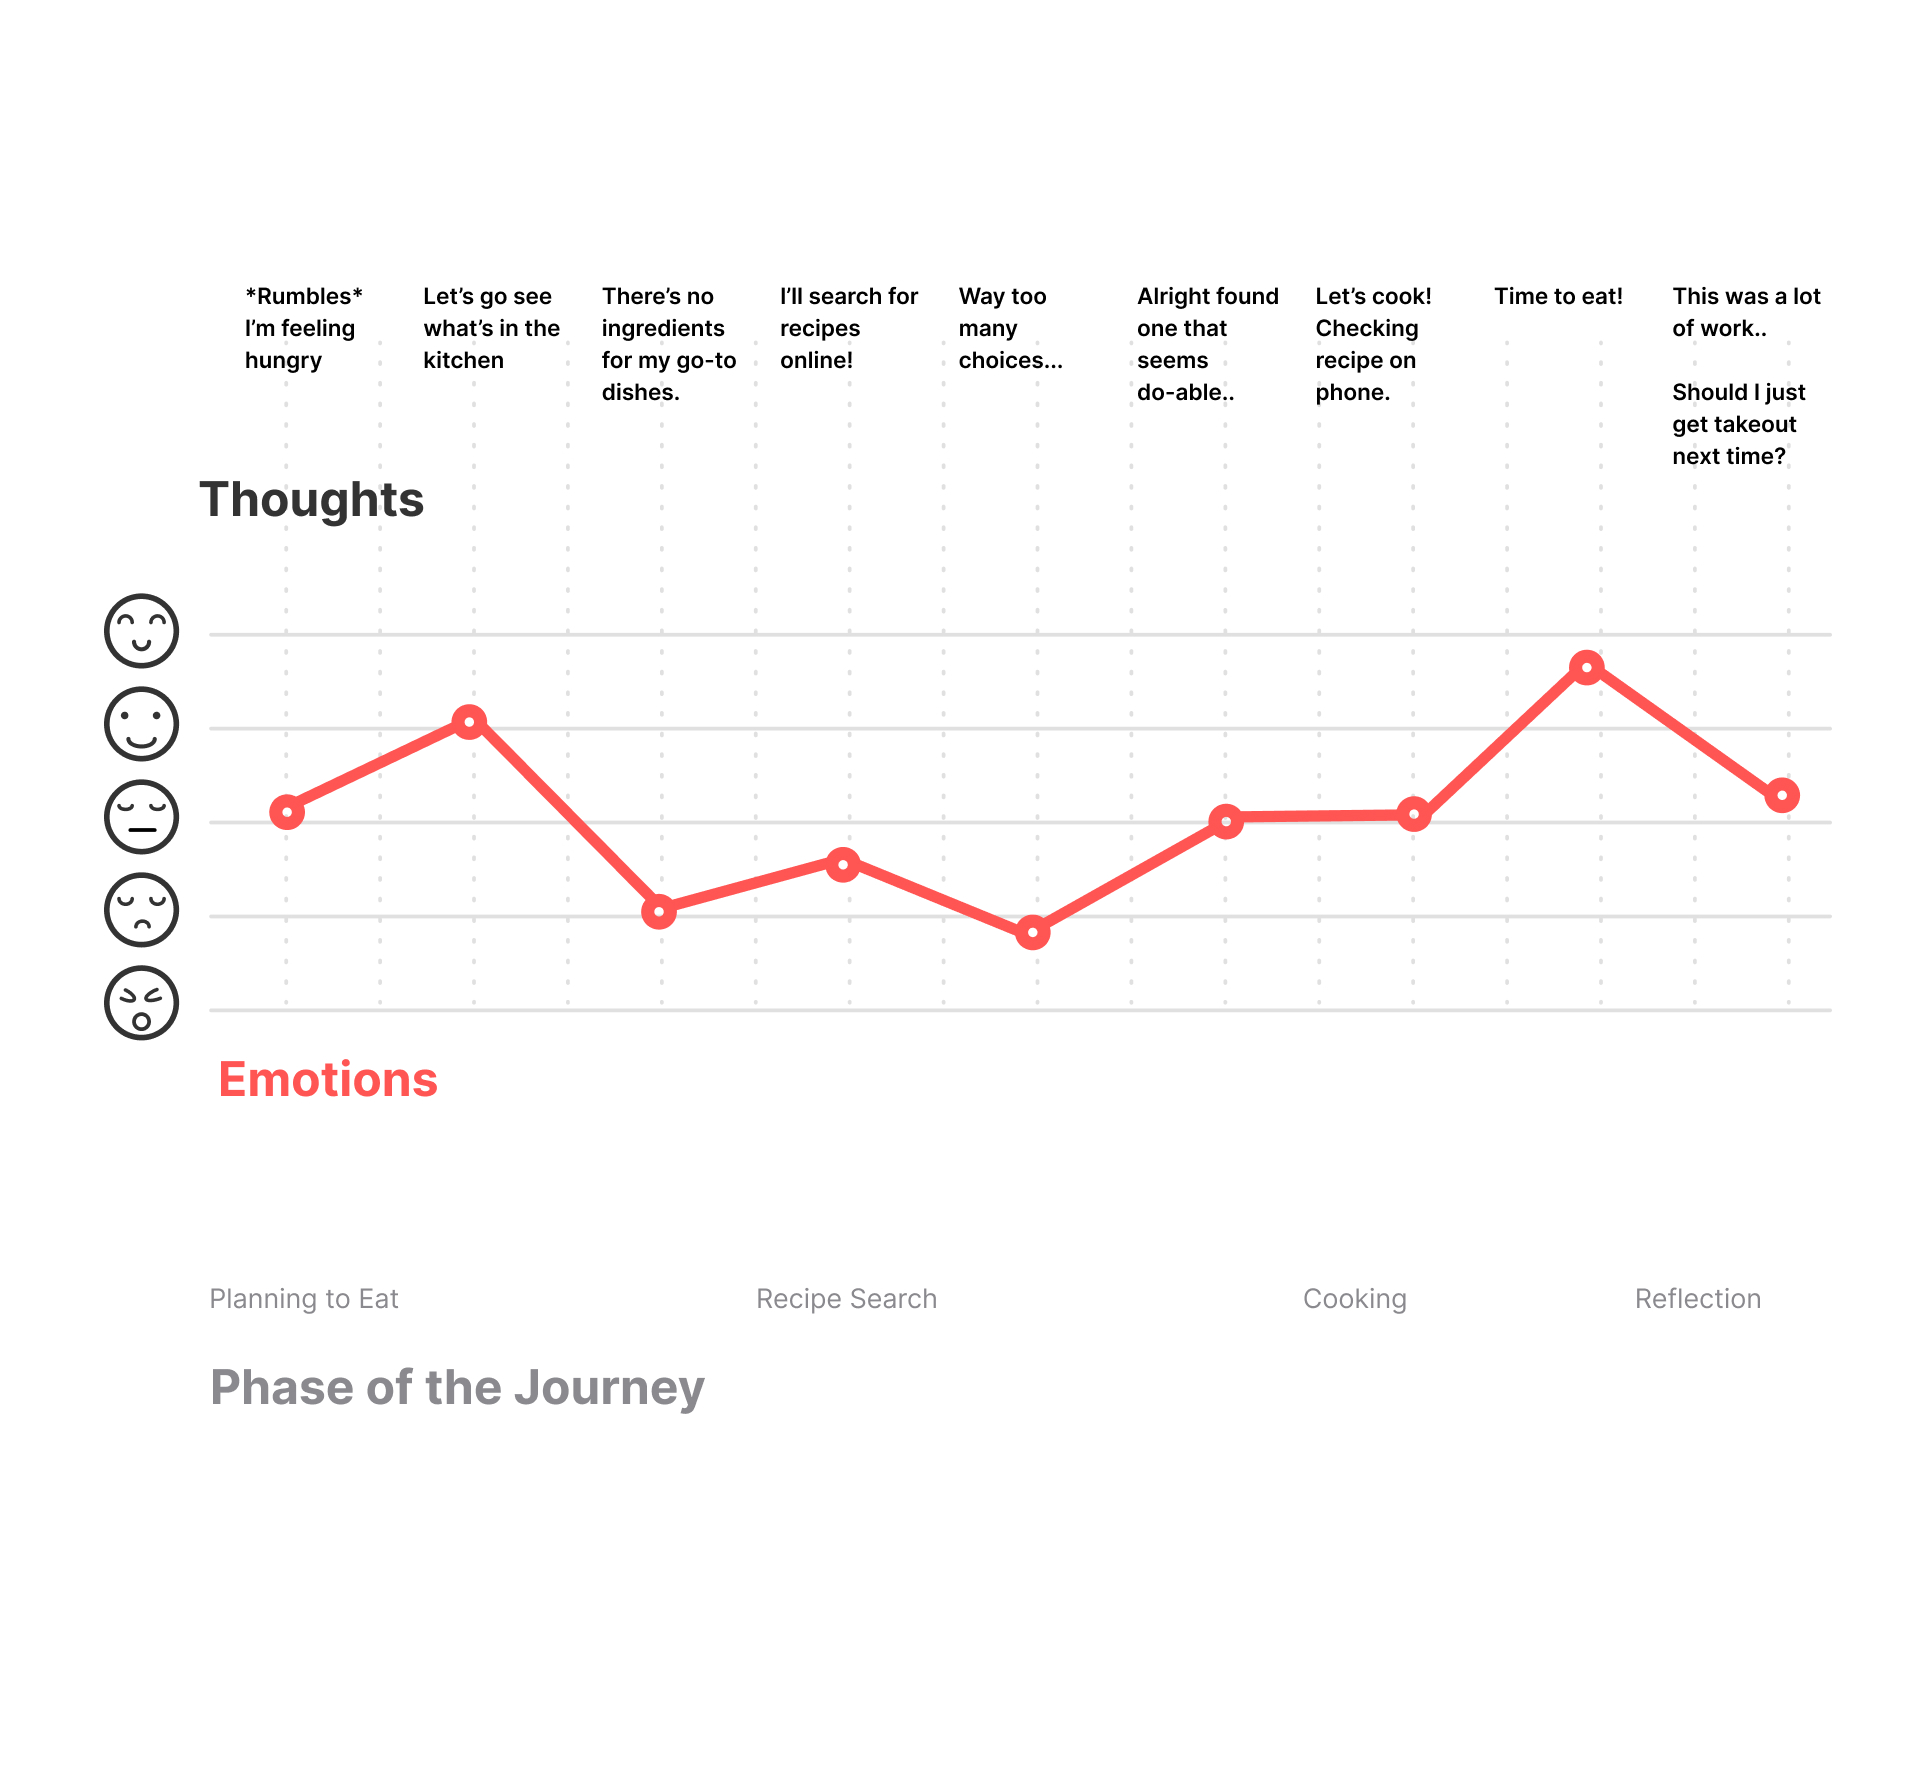 *Rumbles*
I’m feeling
hungry
Let’s go see
what’s in the
kitchen
There’s no
ingredients
for my go-to
dishes.
I’ll search for
recipes
online!
Way too
many
choices...
Alright found
one that
seems
do-able..
Let’s cook!
Checking
recipe on
phone.
Time to eat!
This was a lot
of work..
Should I just
get takeout
next time?
Thoughts
Emotions
Planning to Eat
Recipe Search
Cooking
Reflection
Phase of the Journey